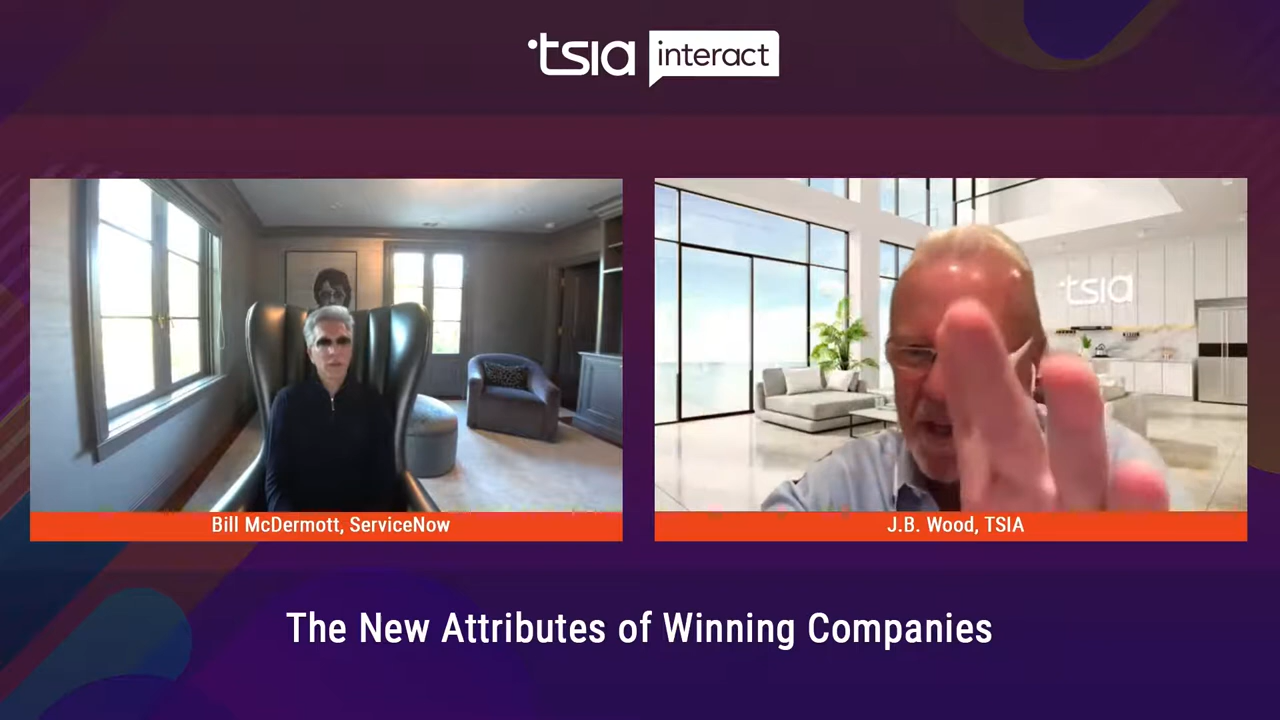 tsia interact
tsia
Bill McDermott, ServiceNow
J.B. Wood, TSIA
The New Attributes of Winning Companies